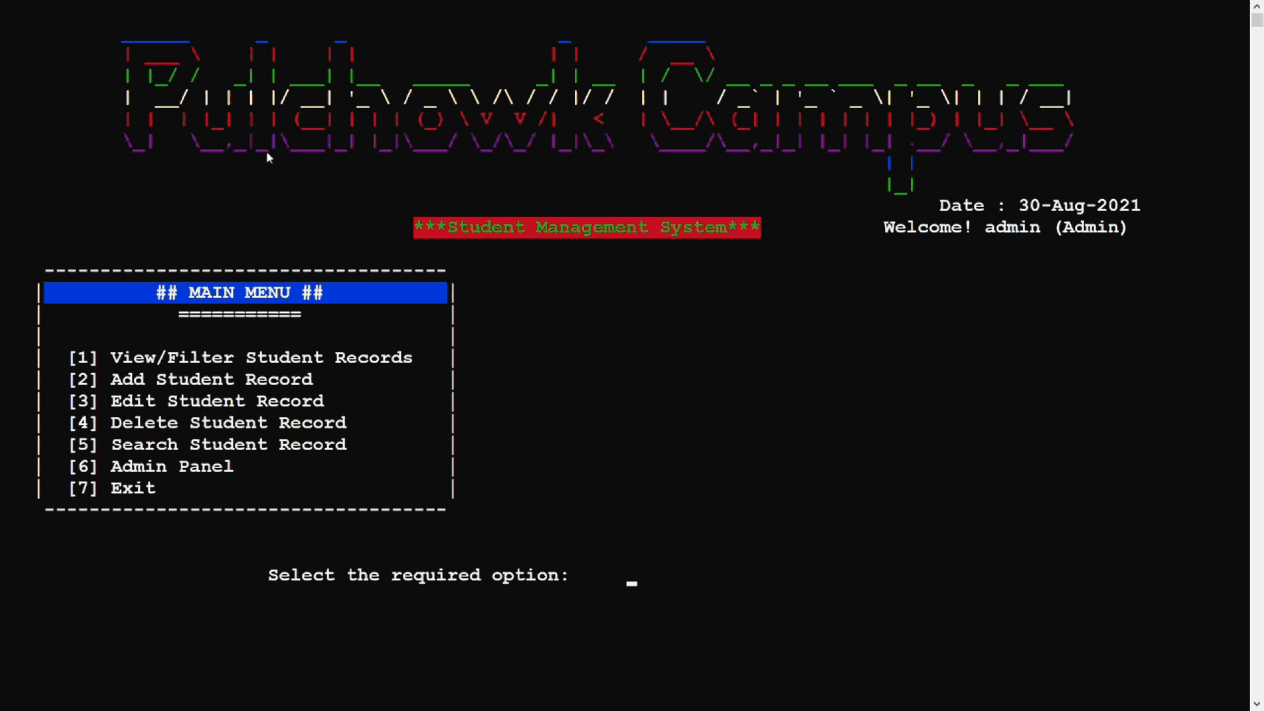 Pulchowk Campus
Date : 30-Aug-2021
***Student Management System***
Welcome! admin (Admin)
## MAIN MENU ##
===========
[1] View/Filter Student Records
[2] Add Student Record
[3] Edit Student Record
[4] Delete Student Record
[5] Search Student Record
[6] Admin Panel
[7] Exit
Select the required option: